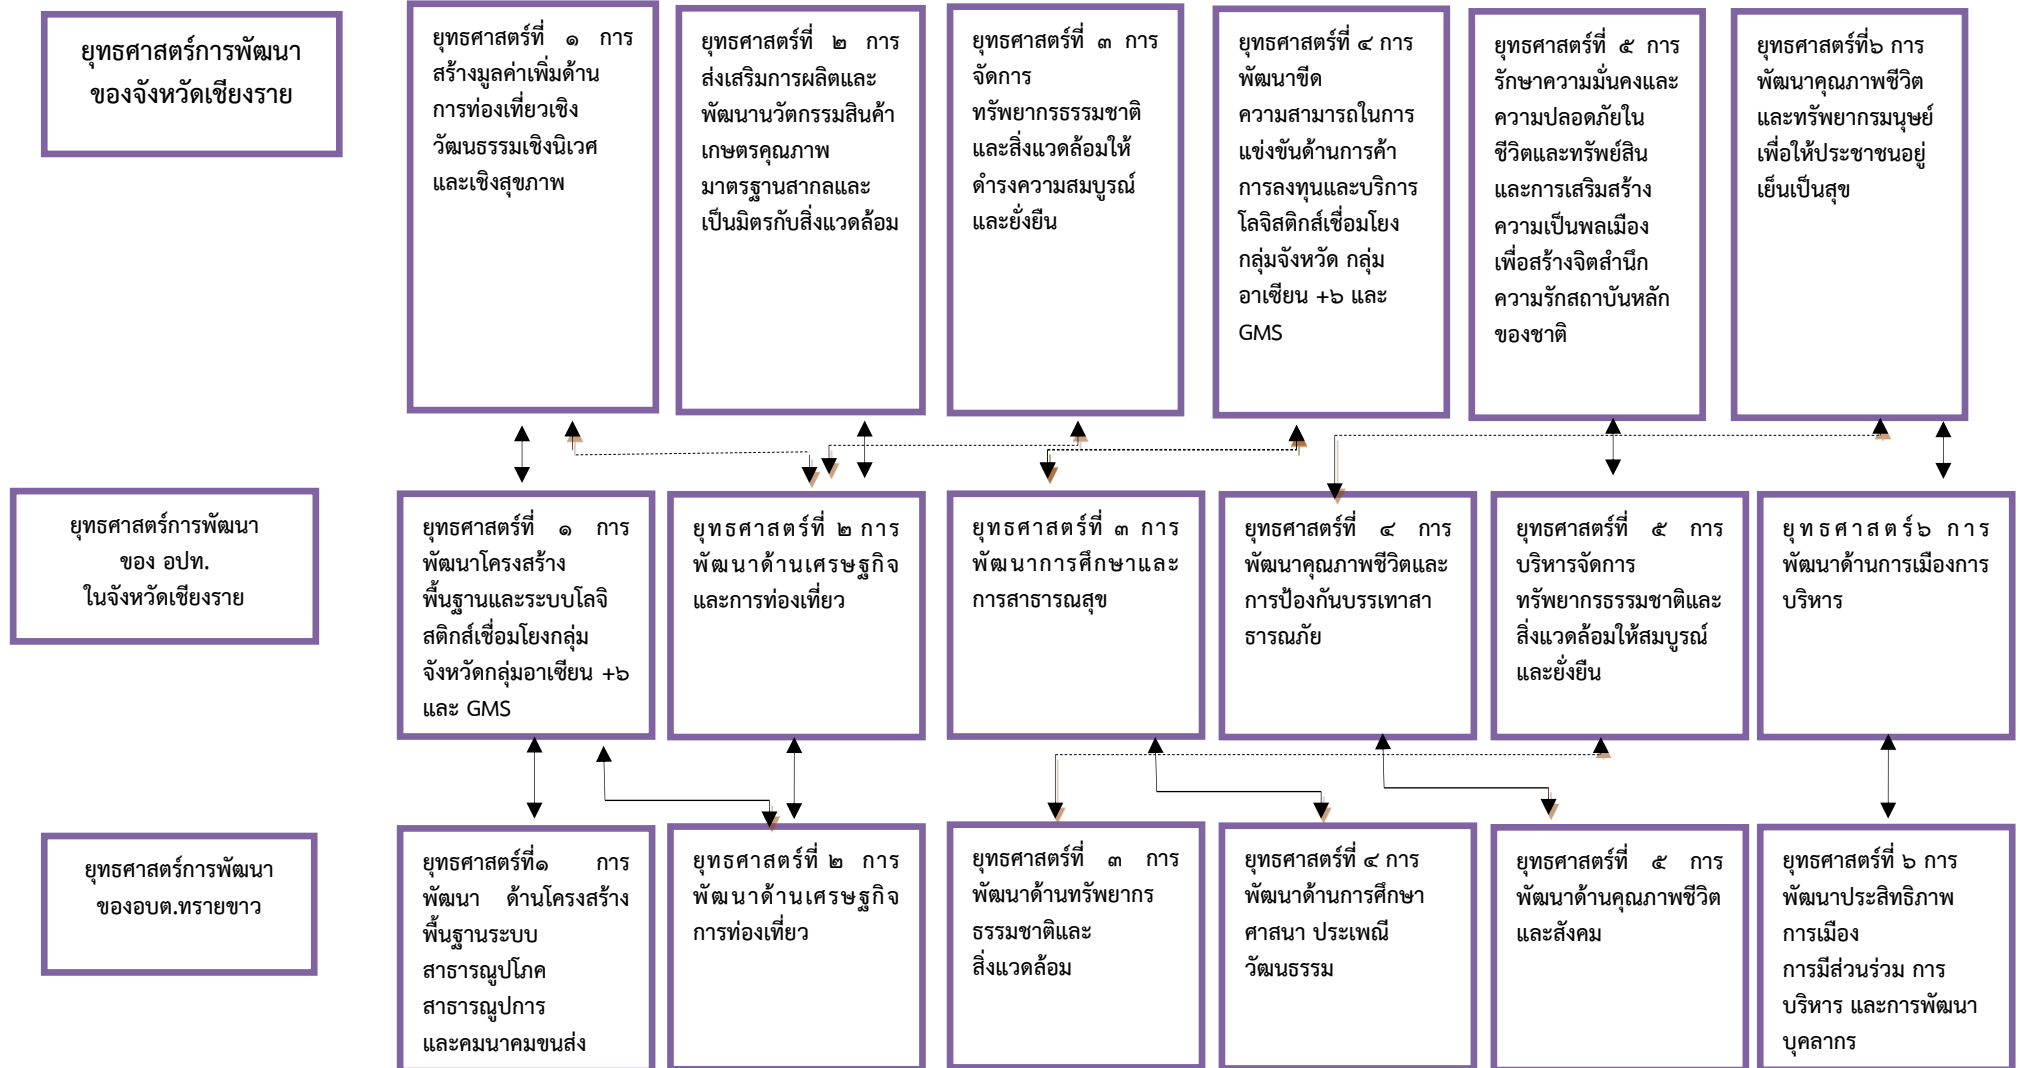 ยุทธศาสตร์การพัฒนา
ของจังหวัดเชียงราย
ยุทธศาสตร์ที่ ๑ การ
สร้างมูลค่าเพิ่มด้าน
การท่องเที่ยวเชิง
วัฒนธรรมเชิงนิเวศ
และเชิงสุขภาพ
ยุทธศาสตร์ที่ ๒ การ
ส่งเสริมการผลิตและ
พัฒนานวัตกรรมสินค้า
เกษตรคุณภาพ
มาตรฐานสากลและ
เป็นมิตรกับสิ่งแวดล้อม
ยุทธศาสตร์ที่ ๓ การ
จัดการ
ทรัพยากรธรรมชาติ
และสิ่งแวดล้อมให้
ดำรงความสมบูรณ์
และยั่งยืน
ยุทธศาสตร์ที่ ๔ การ
พัฒนาขีด
ความสามารถในการ
แข่งขันด้านการค้า
การลงทุนและบริการ
โลจิสติกส์เชื่อมโยง
กลุ่มจังหวัด กลุ่ม
อาเซียน +๖ และ
GMS
ยุทธศาสตร์ที่ ๕ การ
รักษาความมั่นคงและ
ความปลอดภัยใน
ชีวิตและทรัพย์สิน
และการเสริมสร้าง
ความเป็นพลเมือง
เพื่อสร้างจิตสำนึก
ความรักสถาบันหลัก
ของชาติ
ยุทธศาสตร์ที่๖ การ
พัฒนาคุณภาพชีวิต
และทรัพยากรมนุษย์
เพื่อให้ประชาชนอยู่
เย็นเป็นสุข
ยุทธศาสตร์การพัฒนา
ของ อปท.
ในจังหวัดเชียงราย
ยุทธศาสตร์ที่ ๑ การ
พัฒนาโครงสร้าง
พื้นฐานและระบบโลจิ
สติกส์เชื่อมโยงกลุ่ม
จังหวัดกลุ่มอาเซียน +๖
และ GMS
ยุทธศาสตร์ที่ ๒ การ
พัฒนาด้านเศรษฐกิจ
และการท่องเที่ยว
ยุทธศาสตร์ที่ ๓ การ
พัฒนาการศึกษาและ
การสาธารณสุข
ยุทธศาสตร์ที่ ๔ การ
พัฒนาคุณภาพชีวิตและ
การป้องกันบรรเทาสา
ธารณภัย
ยุทธศาสตร์ที่ ๕ การ
บริหารจัดการ
ทรัพยากรธรรมชาติและ
สิ่งแวดล้อมให้สมบูรณ์
และยั่งยืน
ยุทธศาสตร์๖ การ
พัฒนาด้านการเมืองการ
บริหาร
ยุทธศาสตร์การพัฒนา
ของอบต.ทรายขาว
ยุทธศาสตร์ที่๑ การ
พัฒนา ด้านโครงสร้าง
พื้นฐานระบบ
สาธารณูปโภค
สาธารณูปการ
และคมนาคมขนส่ง
ยุทธศาสตร์ที่ ๒ การ
พัฒนาด้านเศรษฐกิจ
การท่องเที่ยว
ยุทธศาสตร์ที่ ๓ การ
พัฒนาด้านทรัพยากร
ธรรมชาติและ
สิ่งแวดล้อม
ยุทธศาสตร์ที่ ๔ การ
พัฒนาด้านการศึกษา
ศาสนา ประเพณี
วัฒนธรรม
ยุทธศาสตร์ที่ ๕ การ
พัฒนาด้านคุณภาพชีวิต
และสังคม
ยุทธศาสตร์ที่ ๖ การ
พัฒนาประสิทธิภาพ
การเมือง
การมีส่วนร่วม การ
บริหาร และการพัฒนา
บุคลากร